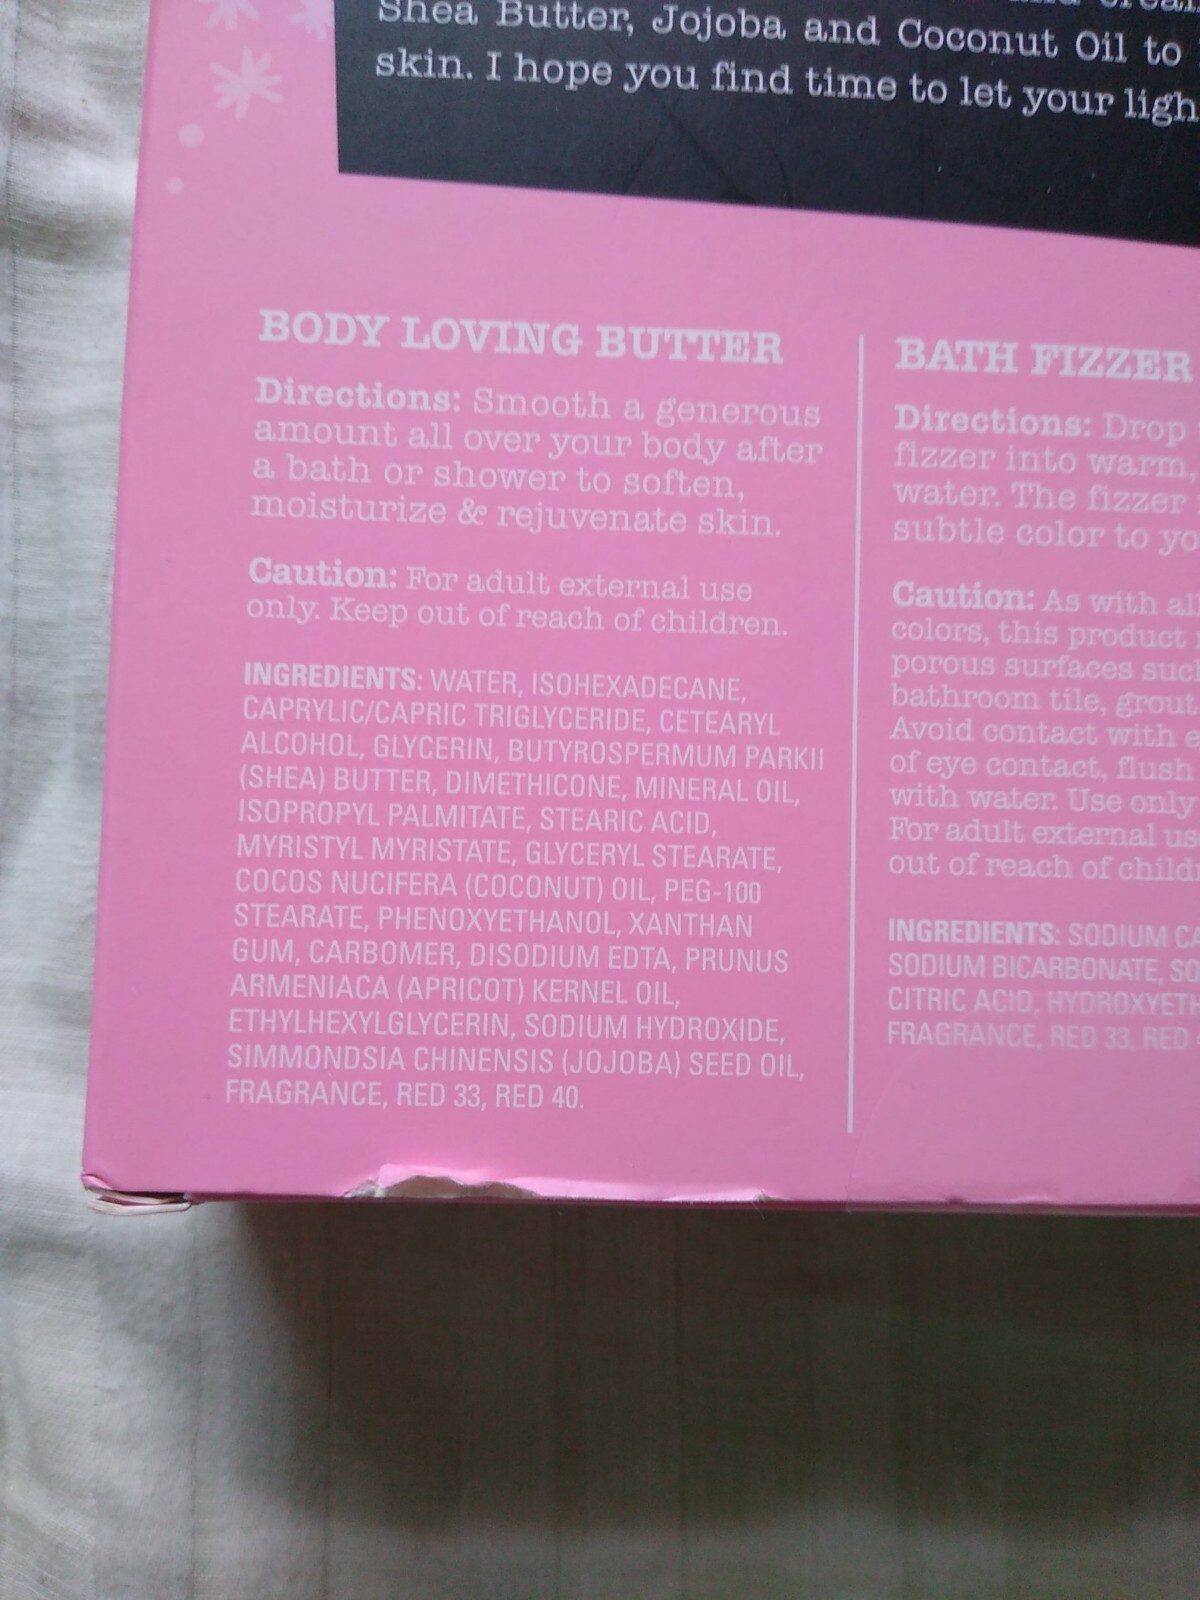 and cream
Shea Butter, Jojoba and Coconut Oil to
skin. I hope you find time to let your
BODY LOVING BUTTER
Directions: Smooth a generous
amount all over your body after
a bath or shower to soften,
moisturize & rejuvenate skin.
Caution: For adult external use
only. Keep out of reach of children.
INGREDIENTS: WATER, ISOHEXADECANE,
CAPRYLIC/CAPRIC TRIGLYCERIDE, CETEARYL
ALCOHOL, GLYCERIN, BUTYROSPERMUM PARKII
(SHEA) BUTTER, DIMETHICONE, MINERAL OIL,
ISOPROPYL PALMITATE, STEARIC ACID,
MYRISTYL MYRISTATE, GLYCERYL STEARATE,
COCOS NUCIFERA (COCONUT) OIL, PEG-100
STEARATE, PHENOXYETHANOL, XANTHAN
GUM, CARBOMER, DISODIUM EDTA, PRUNUS
ARMENIACA (APRICOT) KERNEL OIL,
ETHYLHEXYLGLYCERIN, SODIUM HYDROXIDE,
SIMMONDSIA CHINENSIS (JOJOBA) SEED OIL,
FRAGRANCE, RED 33, RED 40.
BATH FIZZER
Directions: Drop
fizzer into warm,
water. The fizzer
subtle color to
Caution: As with
colors, this product
porous surfaces
bathroom tile, grout
Avoid contact with
of eye contact, flush
with water. Use only
For adult external
out of reach of
INGREDIENTS: SODIUM
SODIUM BICARBONATE,
CITRIC ACID,
FRAGRANCE, RED 33, RED